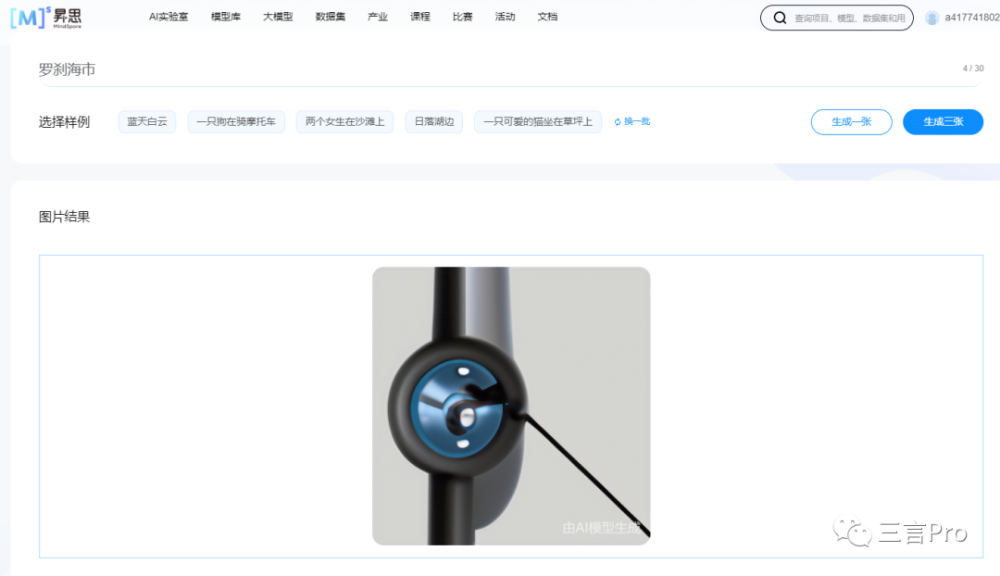 [M]ˢ 昇思 MindSpore AI实验室 模型库 大模型 数据集 产业 课程 比赛 活动 文档 查询项目、模型、数据集和用 a417741802
罗刹海市 4 / 30
选择样例 蓝天白云 一只狗在骑摩托车 两个女生在沙滩上 日落湖边 一只可爱的猫坐在草坪上 换一批 生成一张 生成三张
图片结果
由AI模型生成
三言Pro